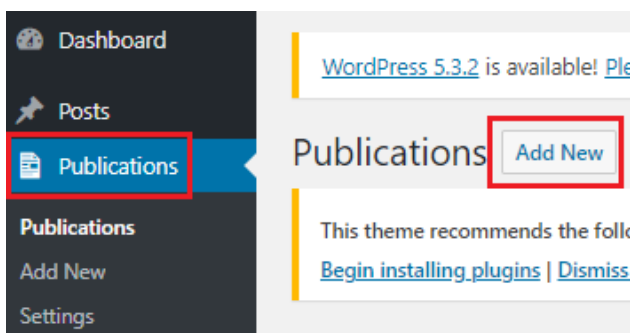 Dashboard
Posts
Publications
Publications
Add New
Settings
WordPress 5.3.2 is available!
Publications Add New
This theme recommends the
Begin installing plugins | Dismiss